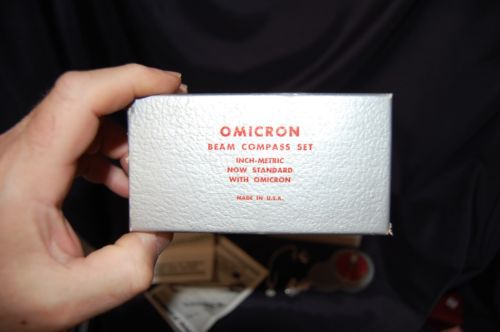 OMICRON
BEAM COMPASS SET
INCH-METRIC
NOW STANDARD
WITH OMICRON
MADE IN U.S.A.